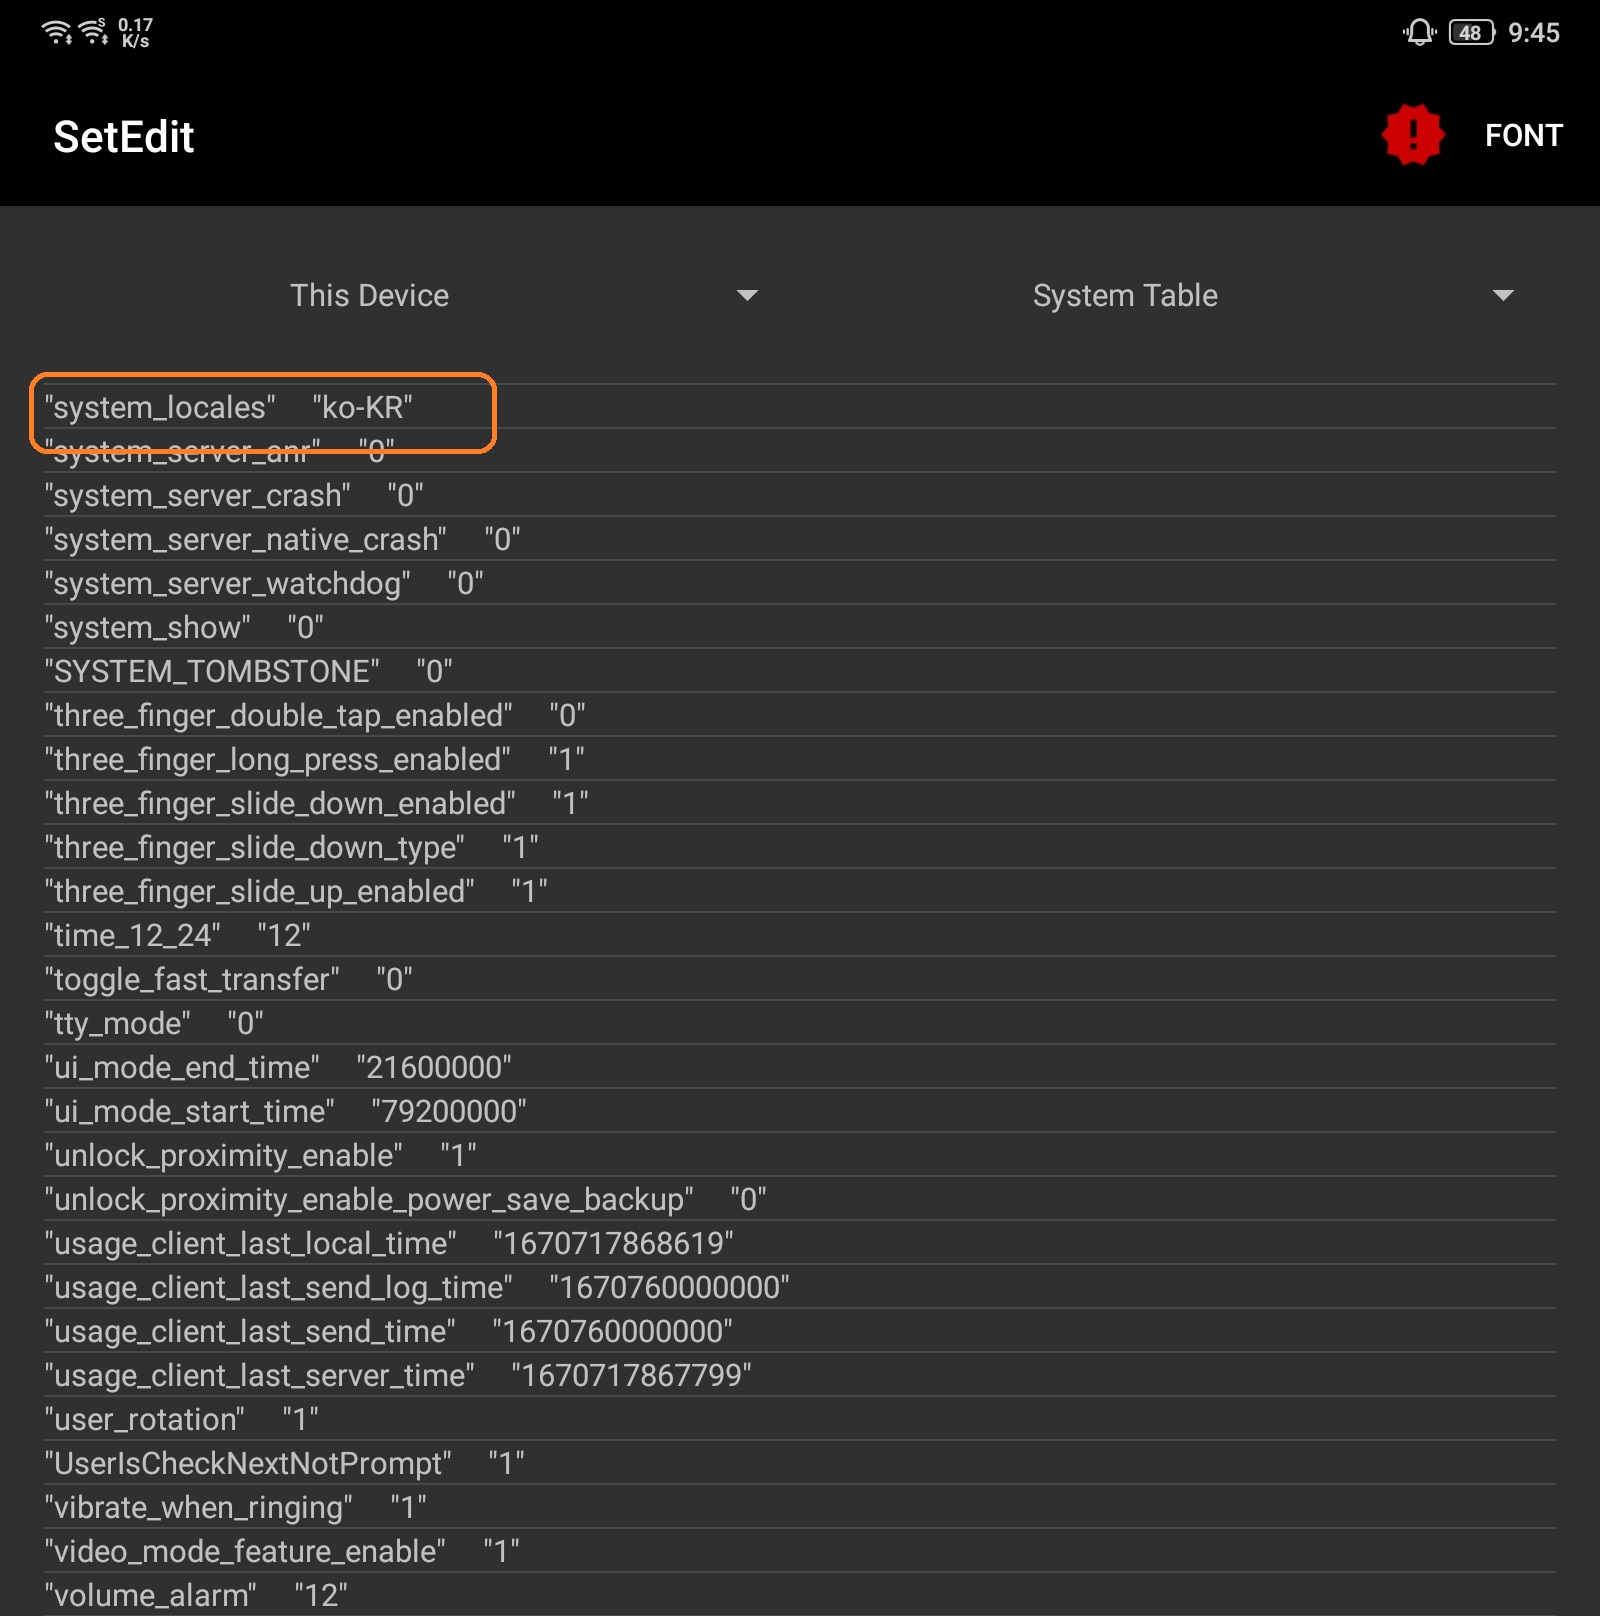 S 0.17 K/s 48 9:45
SetEdit FONT
This Device System Table
"system_locales" "ko-KR"
"system_server_anr" "0"
"system_server_crash" "0"
"system_server_native_crash" "0"
"system_server_watchdog" "0"
"system_show" "0"
"SYSTEM_TOMBSTONE" "0"
"three_finger_double_tap_enabled" "0"
"three_finger_long_press_enabled" "1"
"three_finger_slide_down_enabled" "1"
"three_finger_slide_down_type" "1"
"three_finger_slide_up_enabled" "1"
"time_12_24" "12"
"toggle_fast_transfer" "0"
"tty_mode" "0"
"ui_mode_end_time" "21600000"
"ui_mode_start_time" "79200000"
"unlock_proximity_enable" "1"
"unlock_proximity_enable_power_save_backup" "0"
"usage_client_last_local_time" "1670717868619"
"usage_client_last_send_log_time" "1670760000000"
"usage_client_last_send_time" "1670760000000"
"usage_client_last_server_time" "1670717867799"
"user_rotation" "1"
"UserIsCheckNextNotPrompt" "1"
"vibrate_when_ringing" "1"
"video_mode_feature_enable" "1"
"volume_alarm" "12"